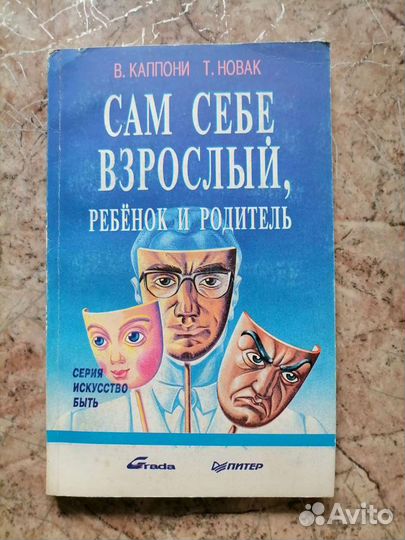 В. КАППОНИ Т. НОВАК
САМ СЕБЕ
ВЗРОСЛЫЙ,
РЕБЁНОК И РОДИТЕЛЬ
СЕРИЯ
ИСКУССТВО
БЫТЬ
Grada ПИТЕР
Avito